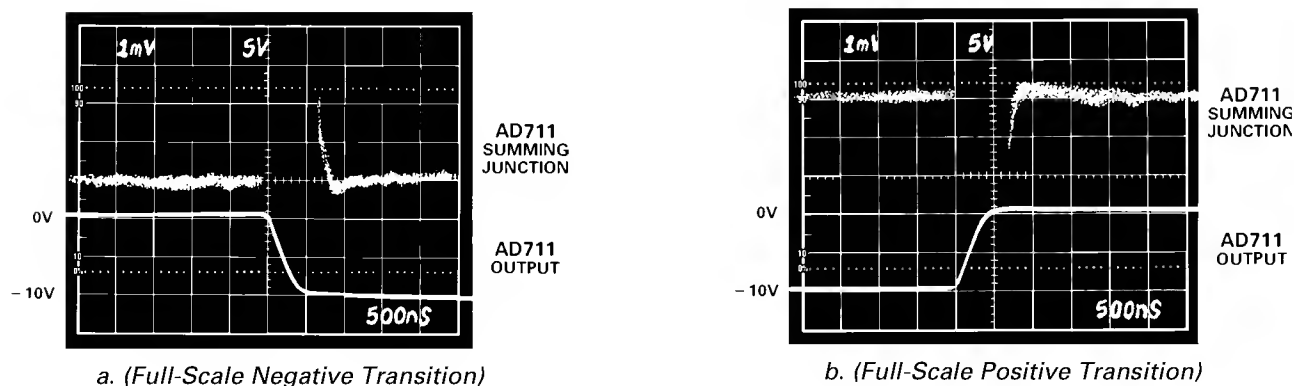 1mV 5V
100
90
AD711
SUMMING
JUNCTION
0V
10
0%
AD711
OUTPUT
– 10V
500nS
a. (Full-Scale Negative Transition)
1mV 5V
100
90
AD711
SUMMING
JUNCTION
0V
10
0%
AD711
OUTPUT
– 10V
500nS
b. (Full-Scale Positive Transition)